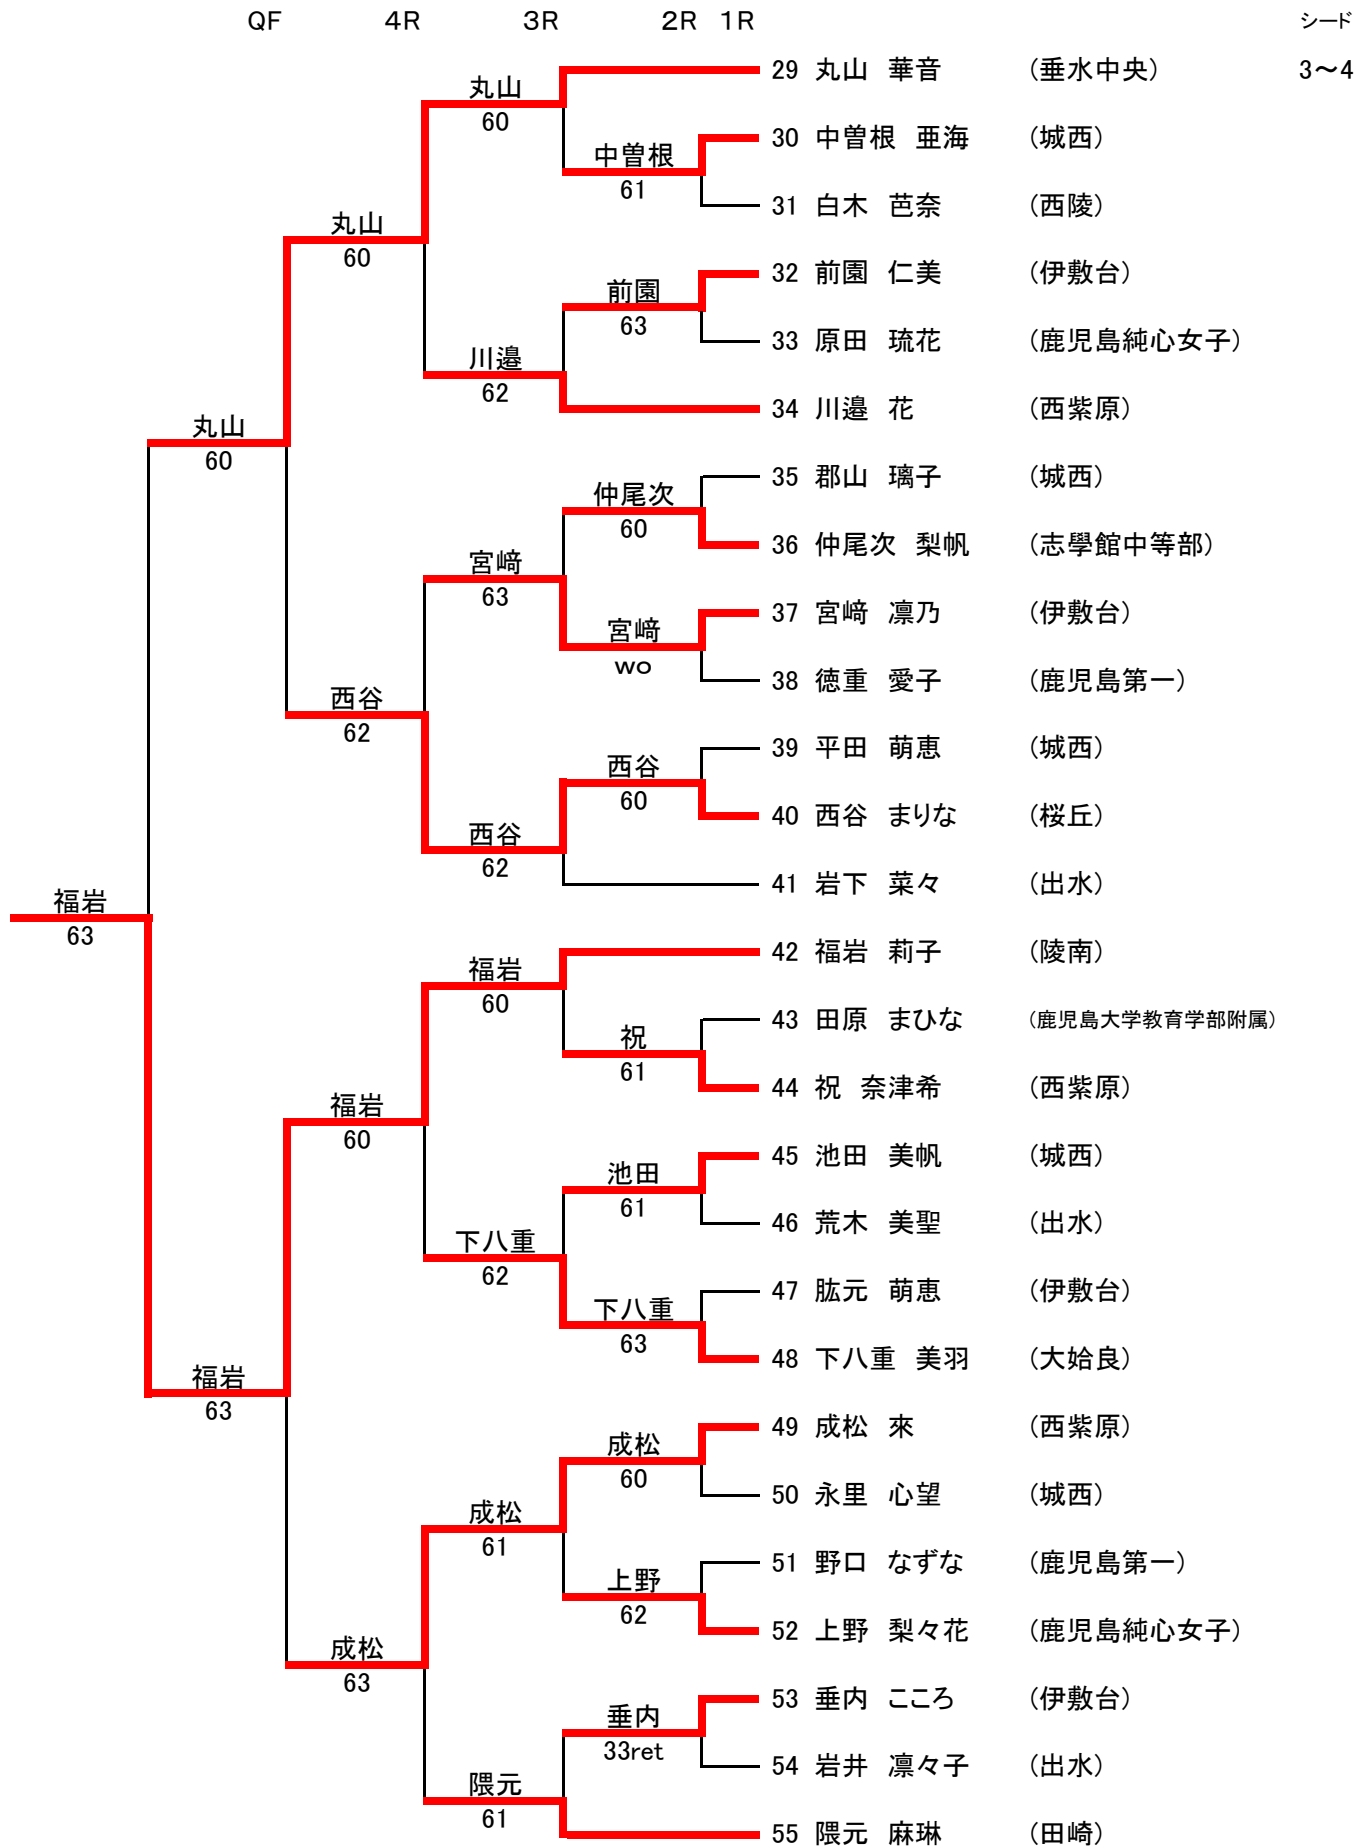 QF 4R 3R 2R 1R シード
29 丸山 華音 (垂水中央) 3～4
丸山
60
30 中曽根 亜海 (城西)
中曽根
61
31 白木 芭奈 (西陵)
丸山
60
32 前園 仁美 (伊敷台)
前園
63
33 原田 琉花 (鹿児島純心女子)
川邉
62
34 川邉 花 (西紫原)
丸山
60
35 郡山 璃子 (城西)
仲尾次
60
36 仲尾次 梨帆 (志學館中等部)
宮﨑
63
37 宮﨑 凛乃 (伊敷台)
宮﨑
wo
38 徳重 愛子 (鹿児島第一)
西谷
62
39 平田 萌恵 (城西)
西谷
60
40 西谷 まりな (桜丘)
西谷
62
41 岩下 菜々 (出水)
福岩
63
42 福岩 莉子 (陵南)
福岩
60
43 田原 まひな (鹿児島大学教育学部附属)
祝
61
44 祝 奈津希 (西紫原)
福岩
60
45 池田 美帆 (城西)
池田
61
46 荒木 美聖 (出水)
下八重
62
47 肱元 萌恵 (伊敷台)
下八重
63
48 下八重 美羽 (大姶良)
福岩
63
49 成松 來 (西紫原)
成松
60
50 永里 心望 (城西)
成松
61
51 野口 なずな (鹿児島第一)
上野
62
52 上野 梨々花 (鹿児島純心女子)
成松
63
53 垂内 こころ (伊敷台)
垂内
33ret
54 岩井 凛々子 (出水)
隈元
61
55 隈元 麻琳 (田崎)